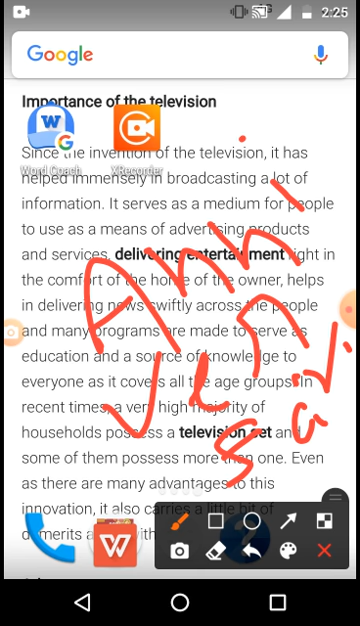 2:25
Google
Importance of the television
Since the invention of the television, it has
helped immensely in broadcasting a lot of
information. It serves as a medium for people
to use as a means of advertising products
and services, delivering entertainment right in
the comfort of the home of the owner, helps
in delivering news swiftly across the people
and many programs are made to serve as
education and a source of knowledge to
everyone as it covers all the age groups. In
recent times, a very high majority of
households possess a television set and
some of them possess more than one. Even
as there are many advantages to this
innovation, it also carries a little bit of
demerits
Word Coach
XRecorder